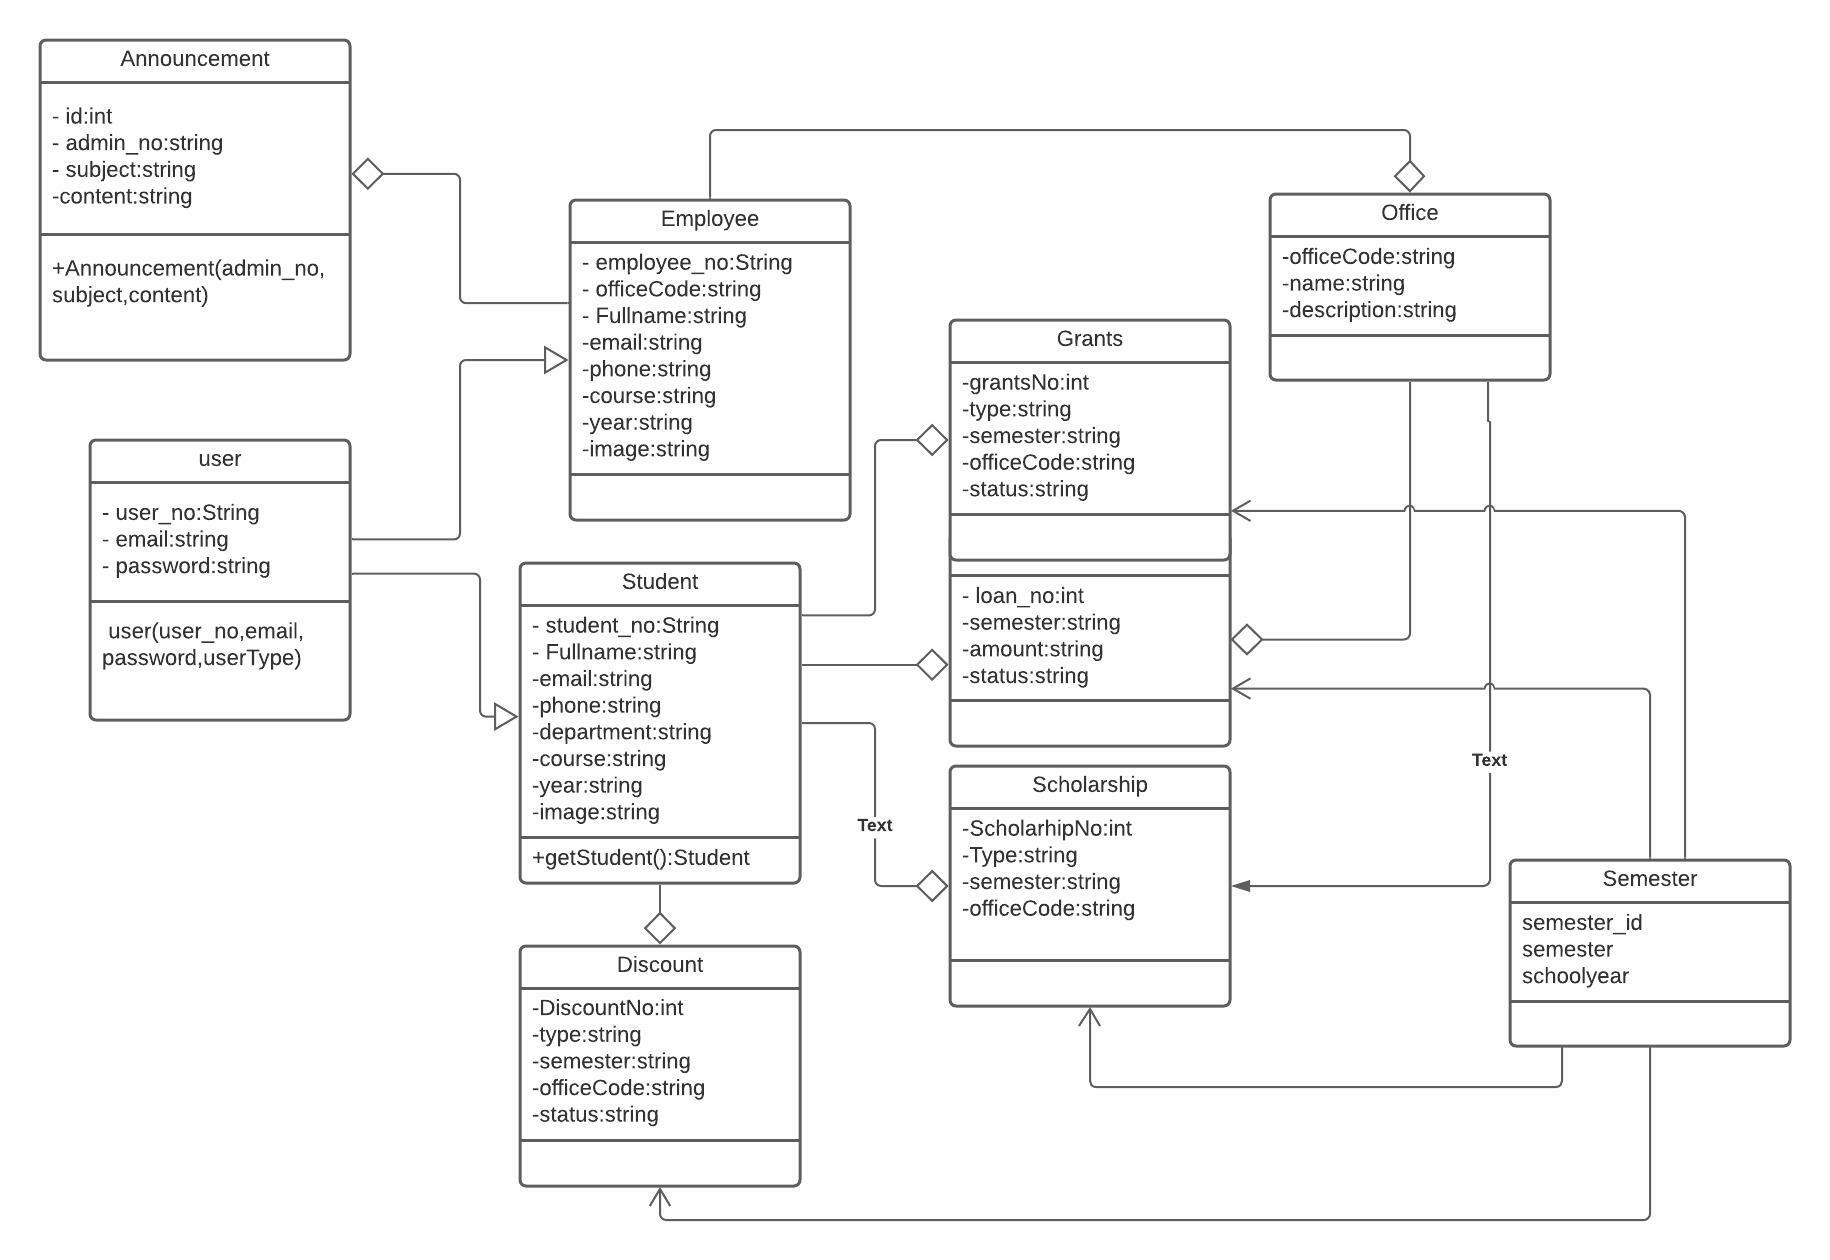 Announcement
- id:int
- admin_no:string
- subject:string
-content:string
+Announcement(admin_no,
subject,content)
Employee
- employee_no:String
- officeCode:string
- Fullname:string
-email:string
-phone:string
-course:string
-year:string
-image:string
Office
-officeCode:string
-name:string
-description:string
Grants
-grantsNo:int
-type:string
-semester:string
-officeCode:string
-status:string
user
- user_no:String
- email:string
- password:string
user(user_no,email,
password,userType)
Student
- student_no:String
- Fullname:string
-email:string
-phone:string
-department:string
-course:string
-year:string
-image:string
+getStudent():Student
- loan_no:int
-semester:string
-amount:string
-status:string
Text
Text
Scholarship
-ScholarhipNo:int
-Type:string
-semester:string
-officeCode:string
Semester
semester_id
semester
schoolyear
Discount
-DiscountNo:int
-type:string
-semester:string
-officeCode:string
-status:string